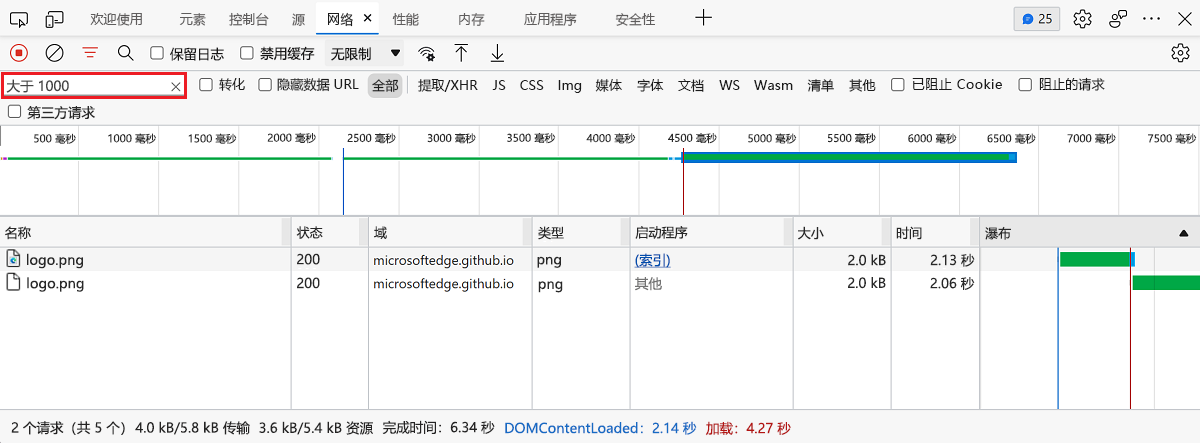 欢迎使用 元素 控制台 源 网络 × 性能 内存 应用程序 安全性 + 25
保留日志 禁用缓存 无限制
大于 1000 转化 隐藏数据 URL 全部 提取/XHR JS CSS Img 媒体 字体 文档 WS Wasm 清单 其他 已阻止 Cookie 阻止的请求
第三方请求
500 毫秒 1000 毫秒 1500 毫秒 2000 毫秒 2500 毫秒 3000 毫秒 3500 毫秒 4000 毫秒 4500 毫秒 5000 毫秒 5500 毫秒 6000 毫秒 6500 毫秒 7000 毫秒 7500 毫秒
名称 状态 域 类型 启动程序 大小 时间 瀑布
logo.png 200 microsoftedge.github.io png (索引) 2.0 kB 2.13 秒
logo.png 200 microsoftedge.github.io png 其他 2.0 kB 2.06 秒
2 个请求（共 5 个） 4.0 kB/5.8 kB 传输 3.6 kB/5.4 kB 资源 完成时间：6.34 秒 DOMContentLoaded：2.14 秒 加载：4.27 秒